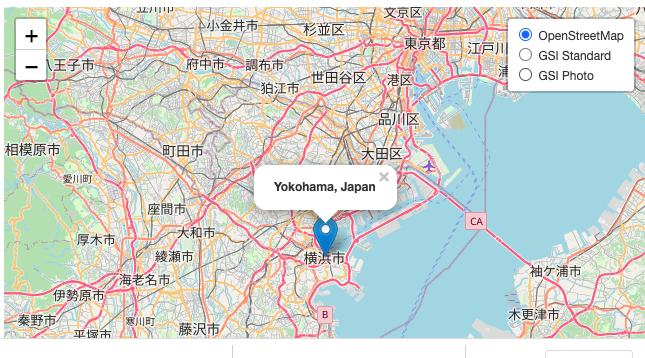 立川市
小金井市
杉並区
文京区
+
東京都
江戸川区
OpenStreetMap
GSI Standard
GSI Photo
−
八王子市
府中市
調布市
世田谷区
港区
狛江市
品川区
相模原市
町田市
大田区
愛川町
Yokohama, Japan
×
座間市
大和市
CA
厚木市
綾瀬市
横浜市
海老名市
袖ケ浦市
伊勢原市
秦野市
寒川町
藤沢市
B
木更津市
平塚市